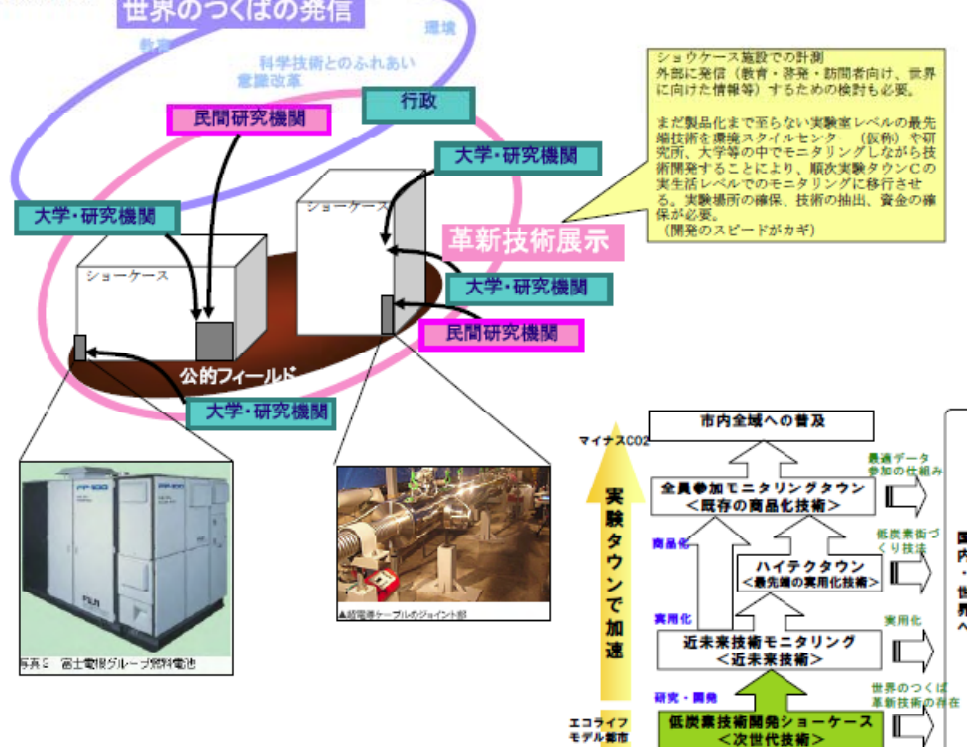 世界のつくばの発信
環境
教育
科学技術とのふれあい
意識改革
行政
民間研究機関
大学・研究機関
ショーケース
大学・研究機関
ショーケース
革新技術展示
大学・研究機関
民間研究機関
公的フィールド
大学・研究機関
ショウケース施設での計測
外部に発信（教育・啓発・訪問者向け、世界
に向けた情報等）するための検討も必要。
まだ製品化まで至らない実験室レベルの最先
端技術を環境スタイルセンタ （仮称）や研
究所、大学等の中でモニタリングしながら技
術開発することにより、順次実験タウンCの
実生活レベルでのモニタリングに移行させ
る。実験場所の確保、技術の抽出、資金の確
保が必要。
（開発のスピードがカギ）
FP-100
FUJI
写真2 富士電機グループ燃料電池
▲超電導ケーブルのジョイント部
マイナスCO2
実験タウンで加速
エコライフ
モデル都市
市内全域への普及
最適データ
参加の仕組み
全員参加モニタリングタウン
＜既存の商品化技術＞
商品化
低炭素街づ
くり技法
ハイテクタウン
＜最先端の実用化技術＞
実用化
実用化
近未来技術モニタリング
＜近未来技術＞
研究・開発
世界のつくば
革新技術の存在
低炭素技術開発ショーケース
＜次世代技術＞
国内・世界へ